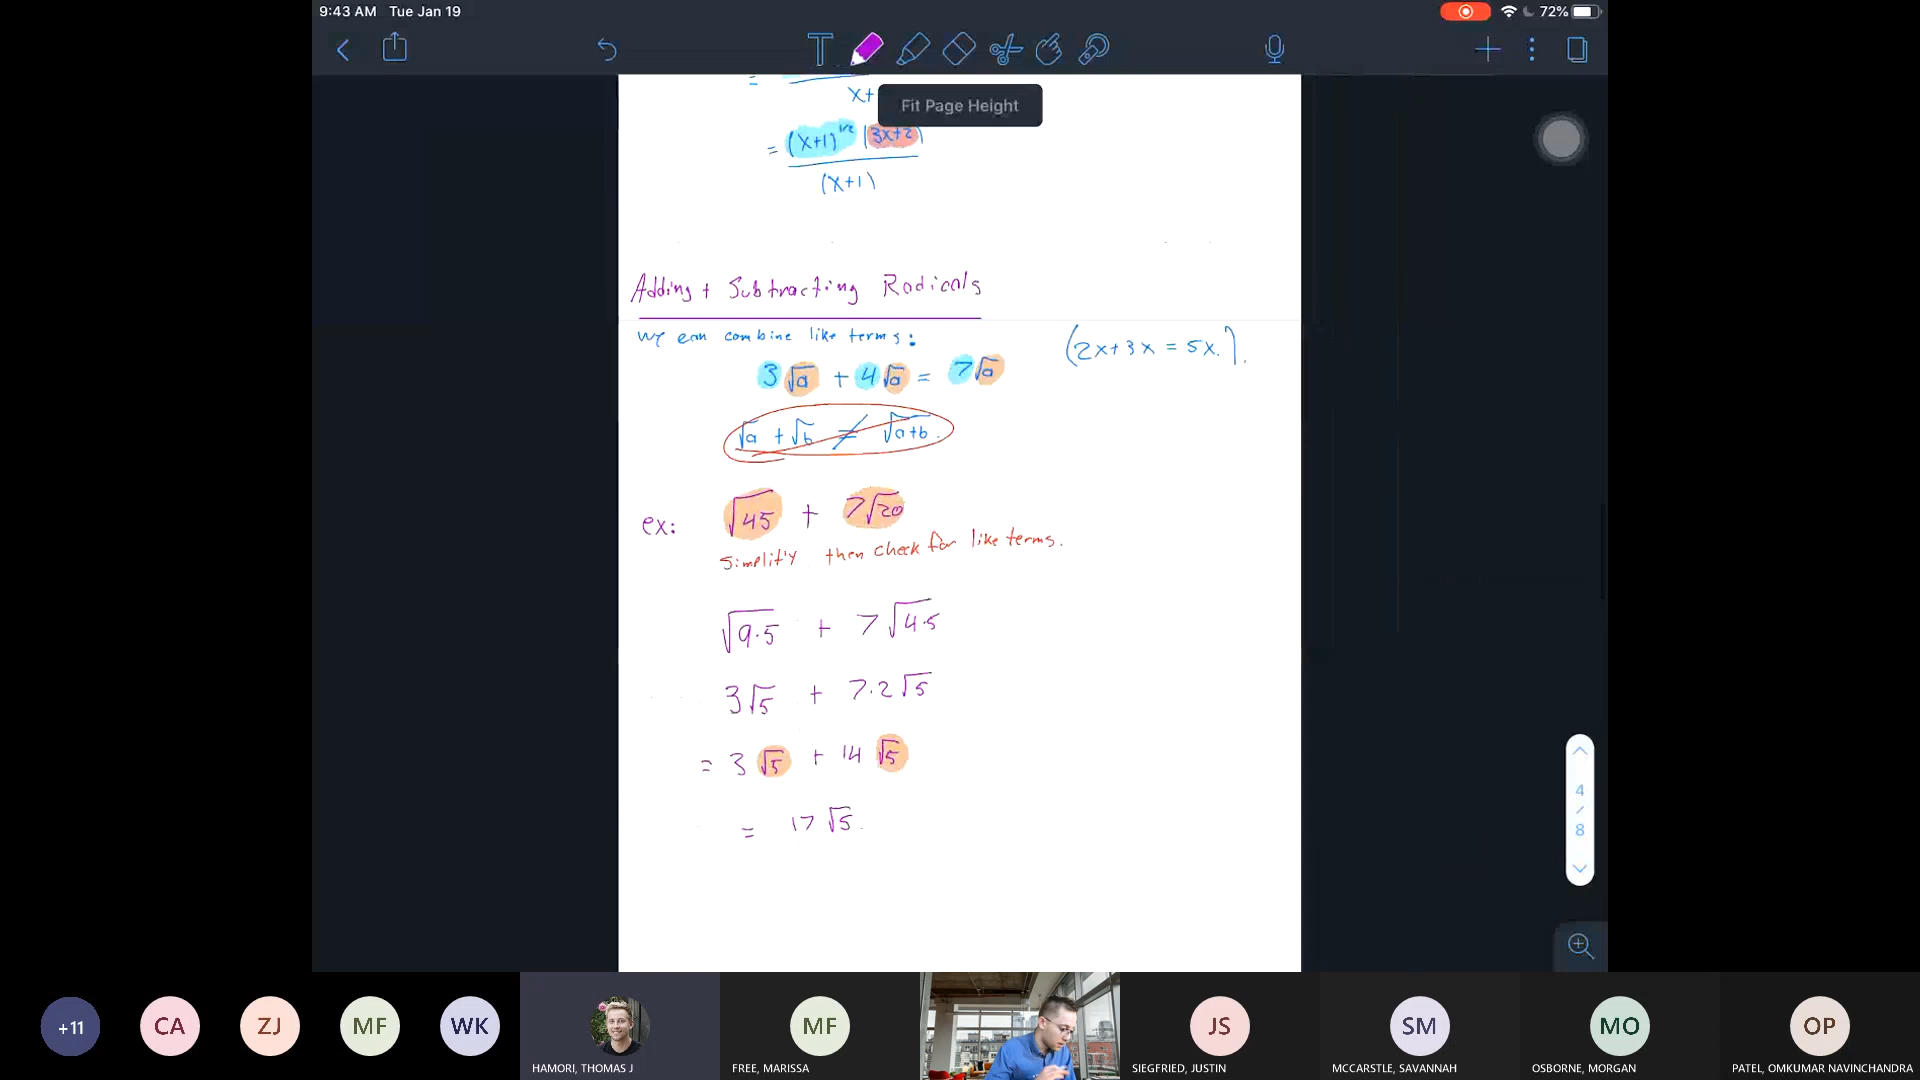 9:43 AM Tue Jan 19
72%
=
x+
Fit Page Height
= (x+1)^1/2 (3x+2)
(x+1)
Adding + Subtracting Radicals
we can combine like terms:
(2x+3x = 5x.).
3√a + 4√a = 7√a
√a + √b ≠ √a+b.
ex: √45 + 7√20
simplify then check for like terms.
√9·5 + 7√4·5
3√5 + 7·2√5
= 3√5 + 14√5
= 17√5.
4
/
8
+11
CA
ZJ
MF
WK
HAMORI, THOMAS J
MF
FREE, MARISSA
JS
SIEGFRIED, JUSTIN
SM
MCCARSTLE, SAVANNAH
MO
OSBORNE, MORGAN
OP
PATEL, OMKUMAR NAVINCHANDRA